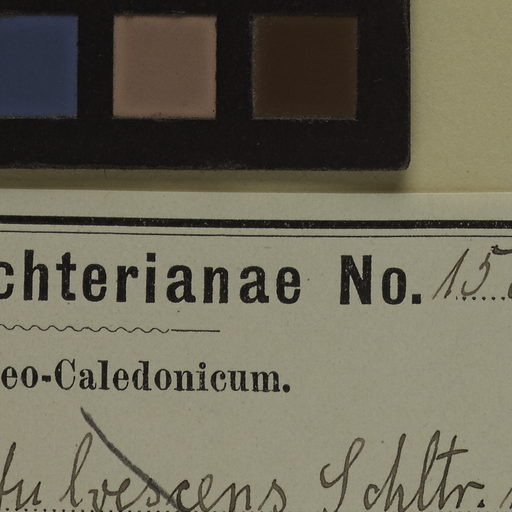 chterianae No. 15
eo-Caledonicum.
fulvescens Schltr.